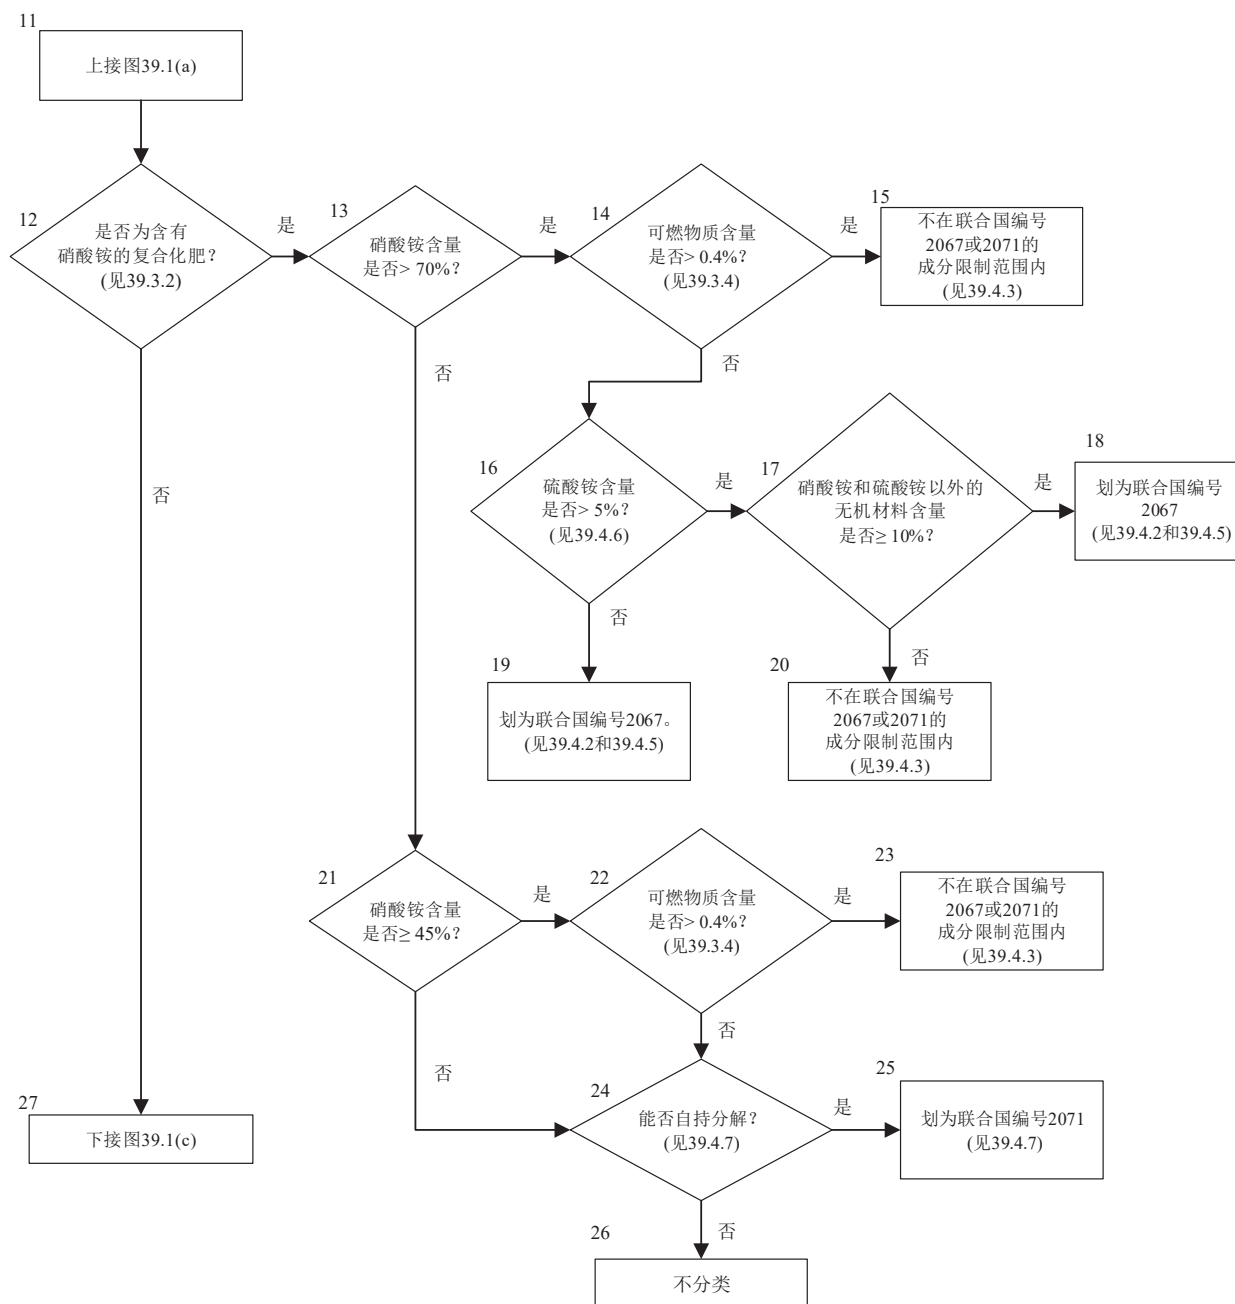 11
上接图39.1(a)
12
是否为含有
硝酸铵的复合化肥?
(见39.3.2)
是
13
硝酸铵含量
是否> 70%?
是
14
可燃物质含量
是否> 0.4%?
(见39.3.4)
是
15
不在联合国编号
2067或2071的
成分限制范围内
(见39.4.3)
否
否
否
16
硫酸铵含量
是否> 5%?
(见39.4.6)
是
17
硝酸铵和硫酸铵以外的
无机材料含量
是否≥ 10%?
是
18
划为联合国编号
2067
(见39.4.2和39.4.5)
否
19
划为联合国编号2067。
(见39.4.2和39.4.5)
否
20
不在联合国编号
2067或2071的
成分限制范围内
(见39.4.3)
21
硝酸铵含量
是否≥ 45%?
是
22
可燃物质含量
是否> 0.4%?
(见39.3.4)
是
23
不在联合国编号
2067或2071的
成分限制范围内
(见39.4.3)
否
否
24
能否自持分解?
(见39.4.7)
是
25
划为联合国编号2071
(见39.4.7)
27
下接图39.1(c)
否
26
不分类